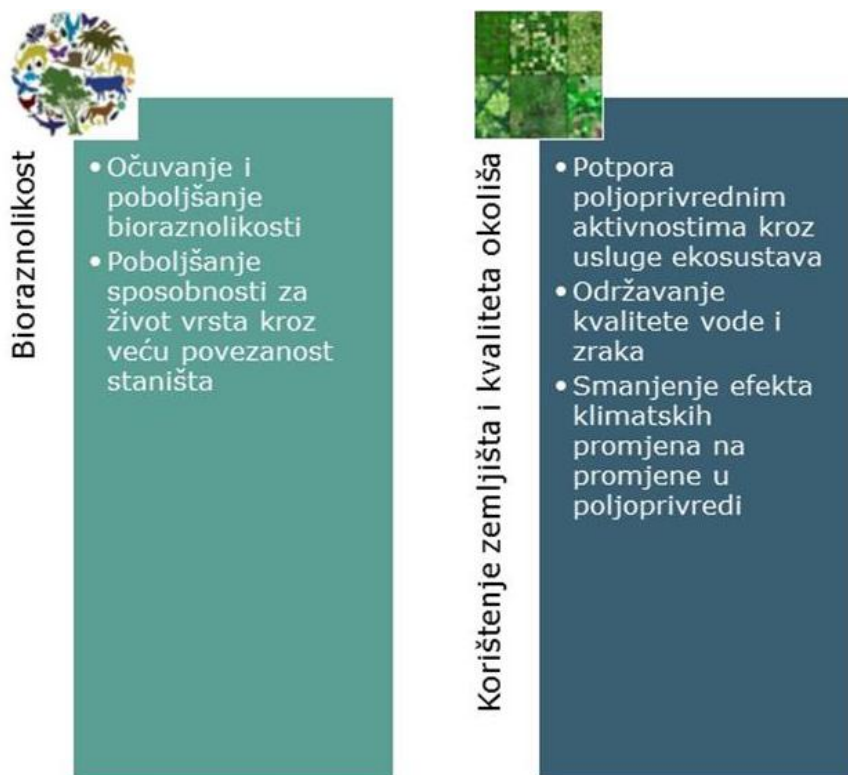 Bioraznolikost
• Očuvanje i
poboljšanje
bioraznolikosti
• Poboljšanje
sposobnosti za
život vrsta kroz
veću povezanost
staništa
Korištenje zemljišta i kvaliteta okoliša
• Potpora
poljoprivrednim
aktivnostima kroz
usluge ekosustava
• Održavanje
kvalitete vode i
zraka
• Smanjenje efekta
klimatskih
promjena na
promjene u
poljoprivredi